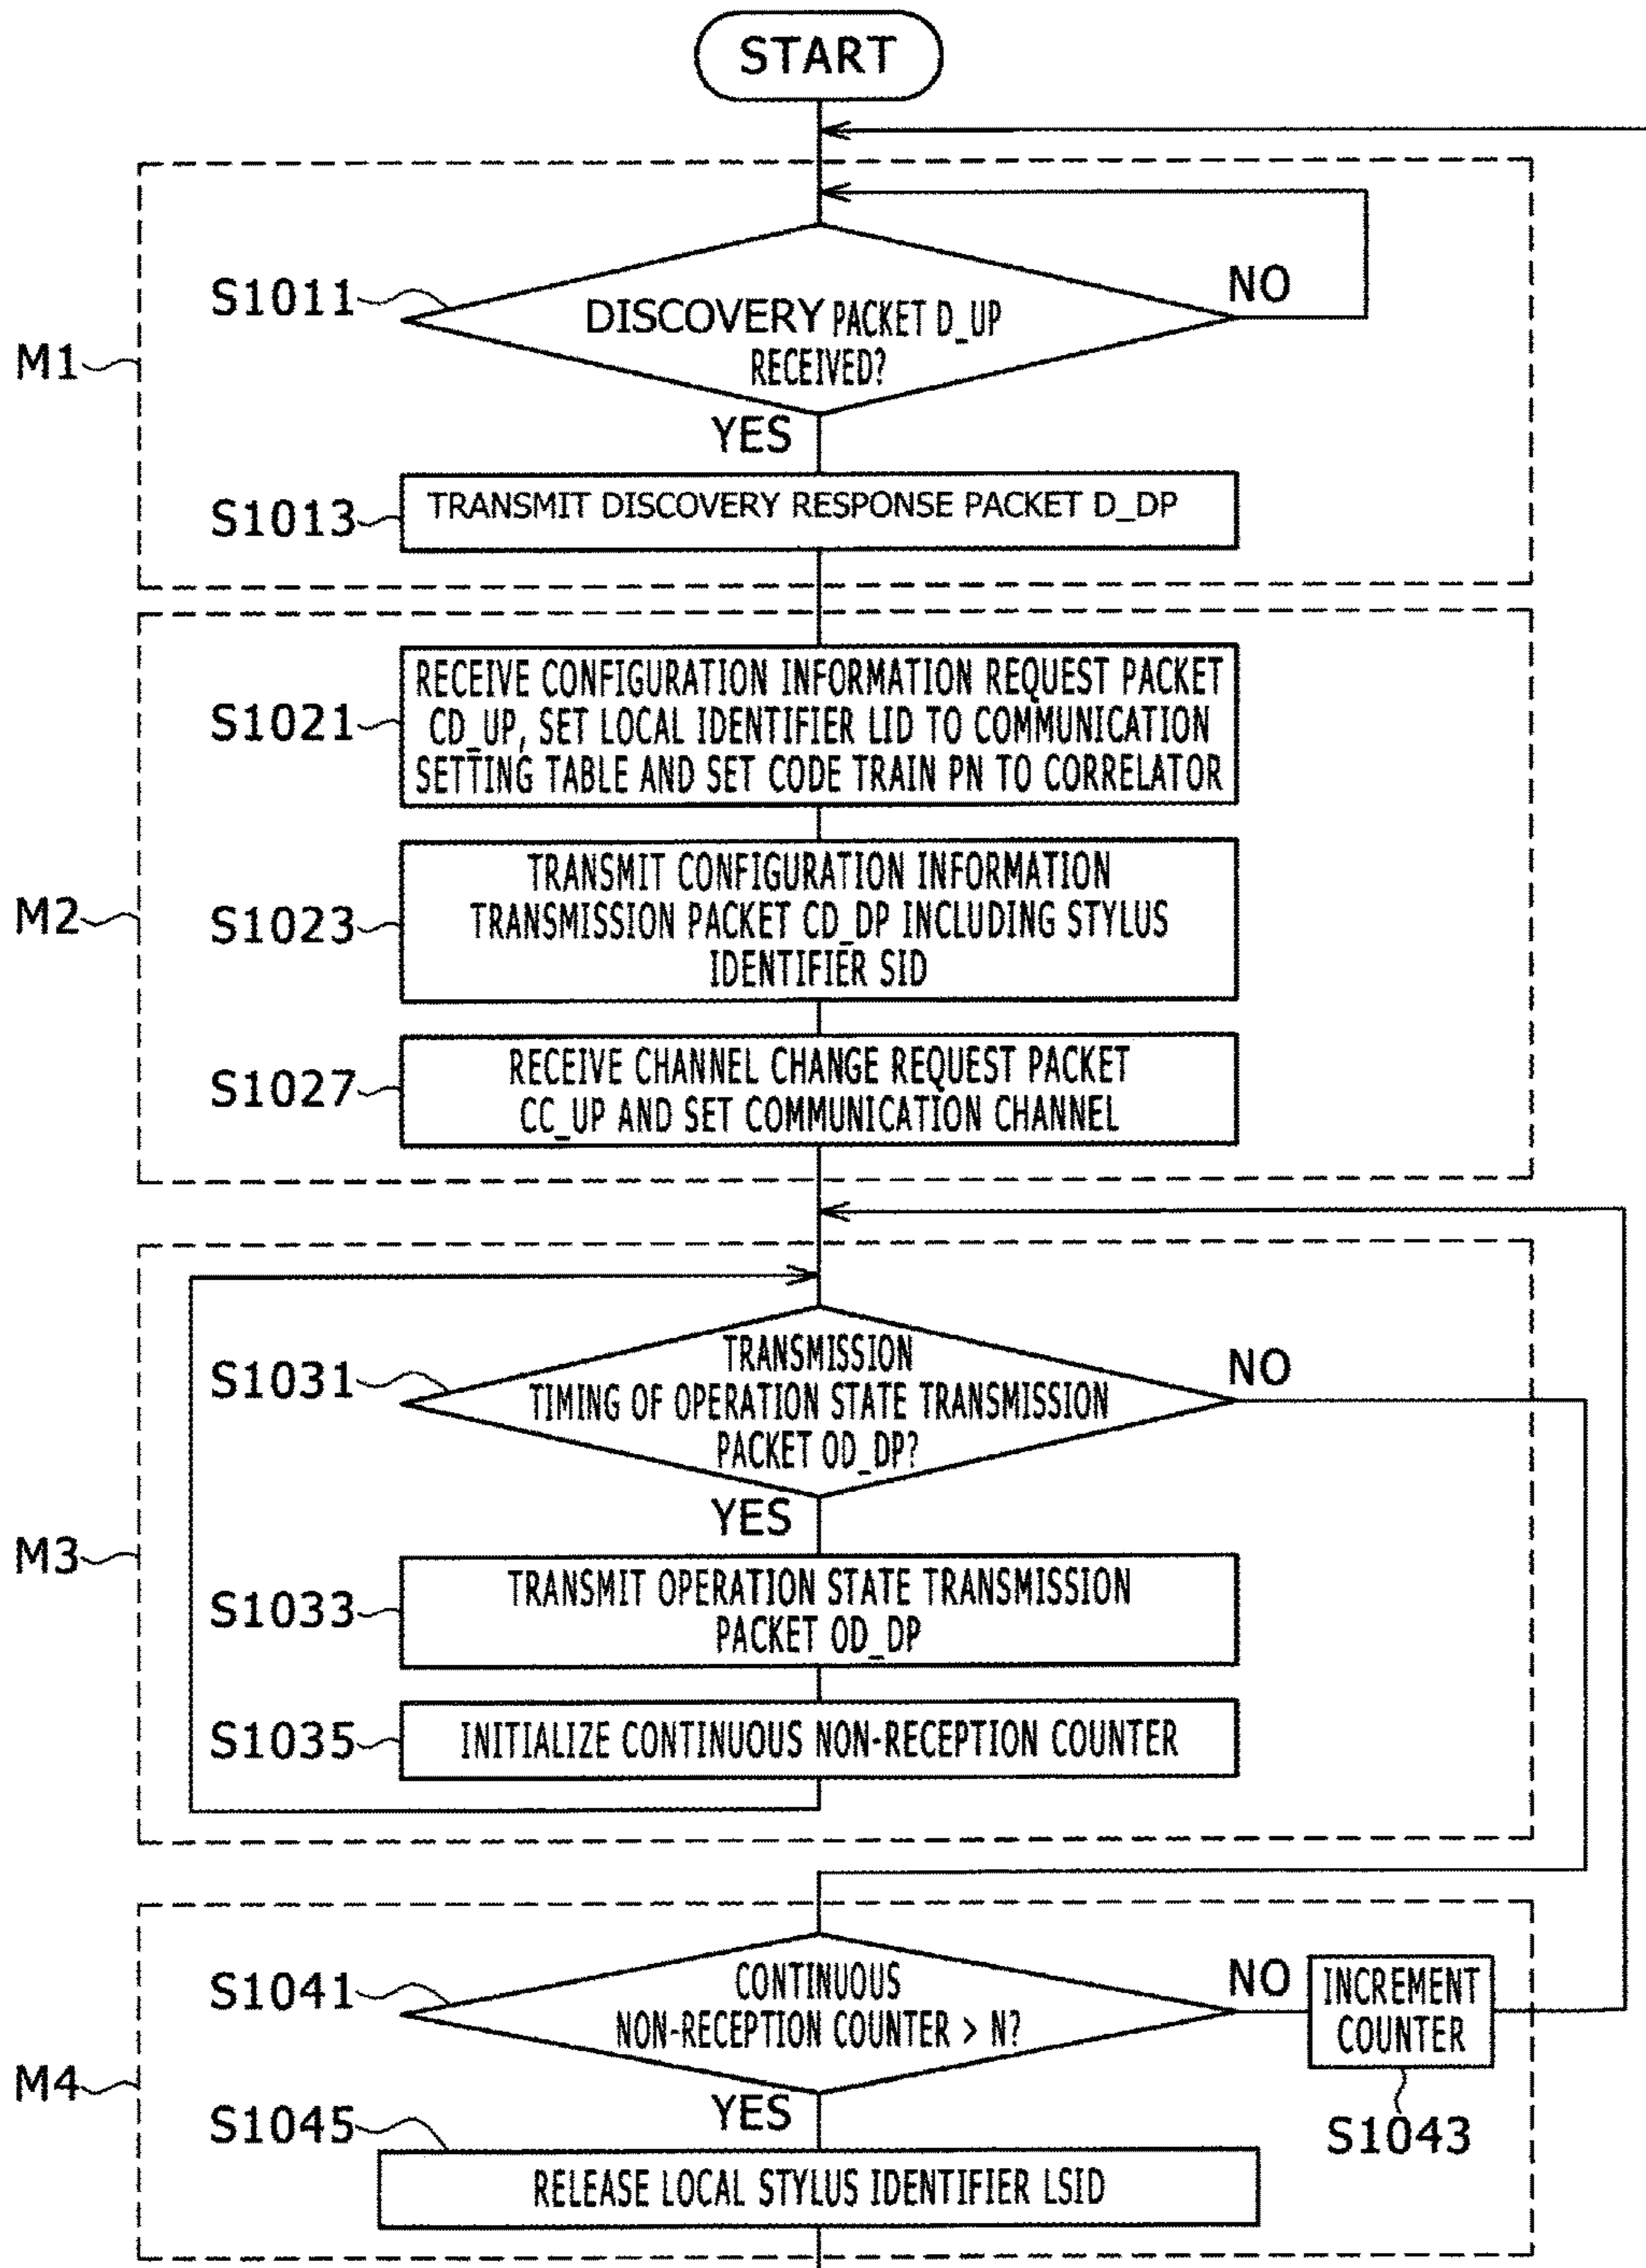 START
S1011
DISCOVERY PACKET D_UP
RECEIVED?
NO
M1
YES
S1013
TRANSMIT DISCOVERY RESPONSE PACKET D_DP
S1021
RECEIVE CONFIGURATION INFORMATION REQUEST PACKET
CD_UP, SET LOCAL IDENTIFIER LID TO COMMUNICATION
SETTING TABLE AND SET CODE TRAIN PN TO CORRELATOR
M2
S1023
TRANSMIT CONFIGURATION INFORMATION
TRANSMISSION PACKET CD_DP INCLUDING STYLUS
IDENTIFIER SID
S1027
RECEIVE CHANNEL CHANGE REQUEST PACKET
CC_UP AND SET COMMUNICATION CHANNEL
S1031
TRANSMISSION
TIMING OF OPERATION STATE TRANSMISSION
PACKET OD_DP?
NO
YES
M3
S1033
TRANSMIT OPERATION STATE TRANSMISSION
PACKET OD_DP
S1035
INITIALIZE CONTINUOUS NON-RECEPTION COUNTER
S1041
CONTINUOUS
NON-RECEPTION COUNTER > N?
NO
INCREMENT
COUNTER
S1043
M4
YES
S1045
RELEASE LOCAL STYLUS IDENTIFIER LSID